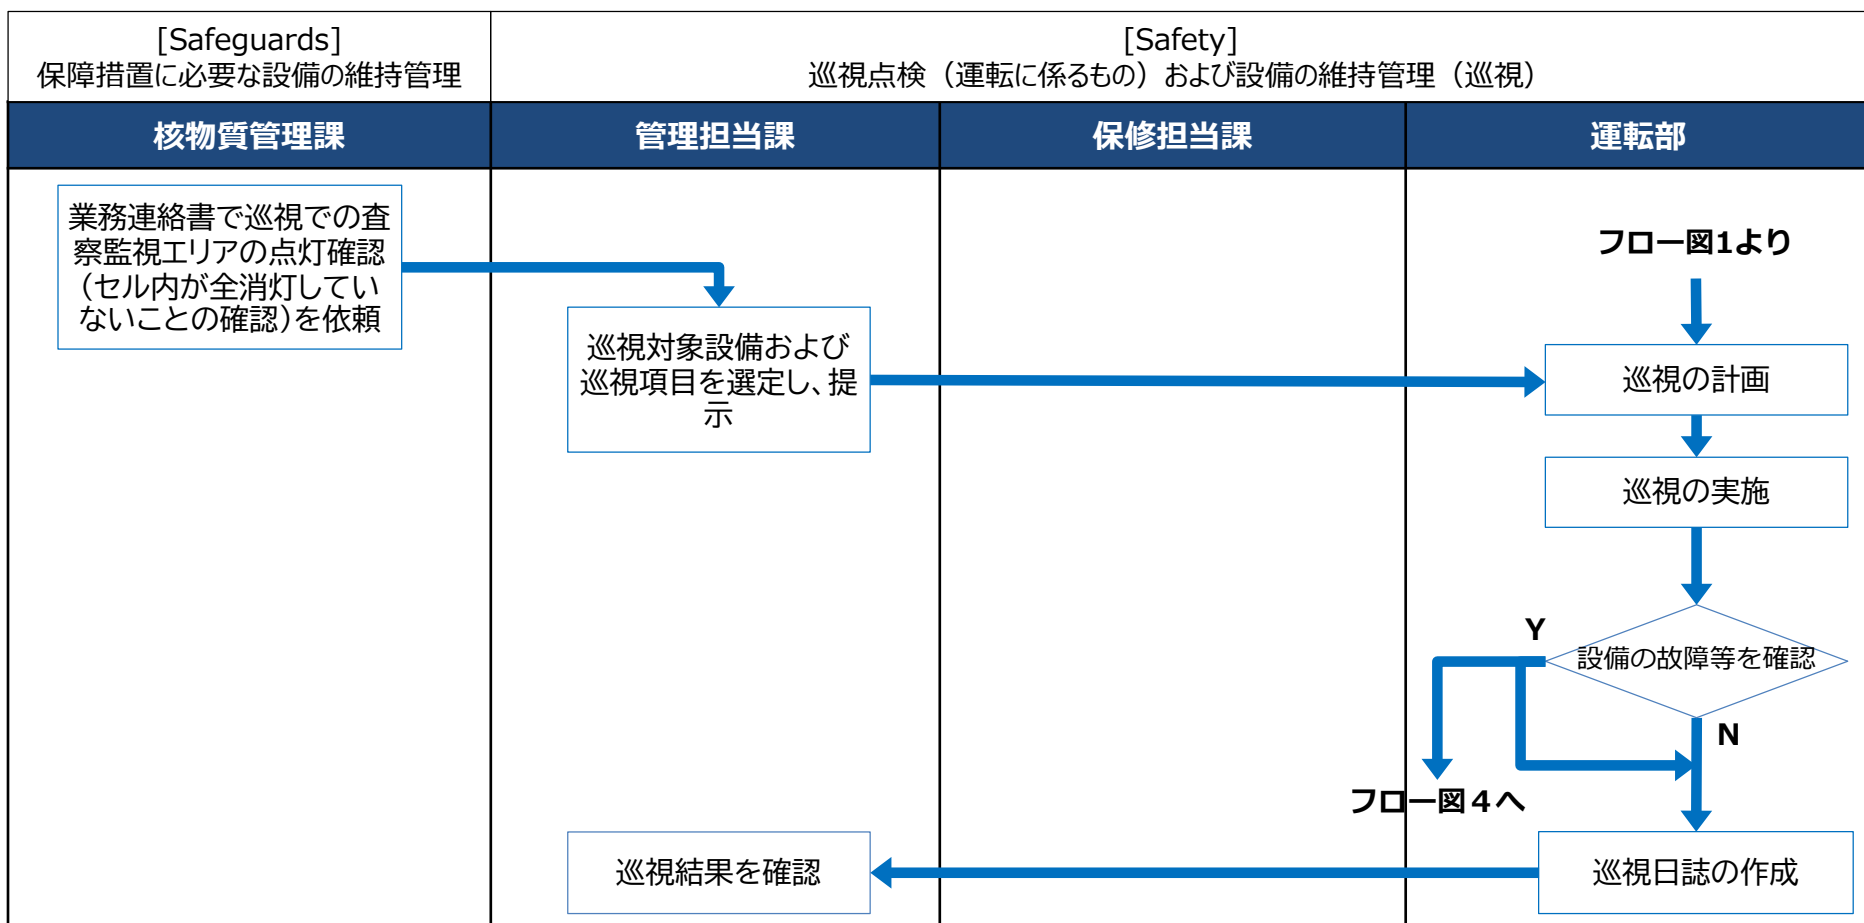 [Safeguards]
保障措置に必要な設備の維持管理
[Safety]
巡視点検（運転に係るもの）および設備の維持管理（巡視）
核物質管理課
管理担当課
保修担当課
運転部
業務連絡書で巡視での査
察監視エリアの点灯確認
（セル内が全消灯してい
ないことの確認）を依頼
フロー図1より
巡視対象設備および
巡視項目を選定し、提
示
巡視の計画
巡視の実施
設備の故障等を確認
Y
N
フロー図４へ
巡視結果を確認
巡視日誌の作成